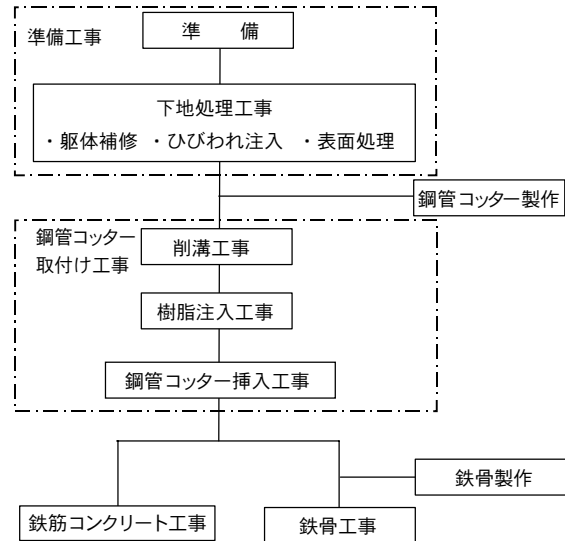 準備工事
準　備
下地処理工事
・躯体補修 ・ひびわれ注入 ・表面処理
鋼管コッター製作
鋼管コッター
取付け工事
削溝工事
樹脂注入工事
鋼管コッター挿入工事
鉄骨製作
鉄筋コンクリート工事
鉄骨工事